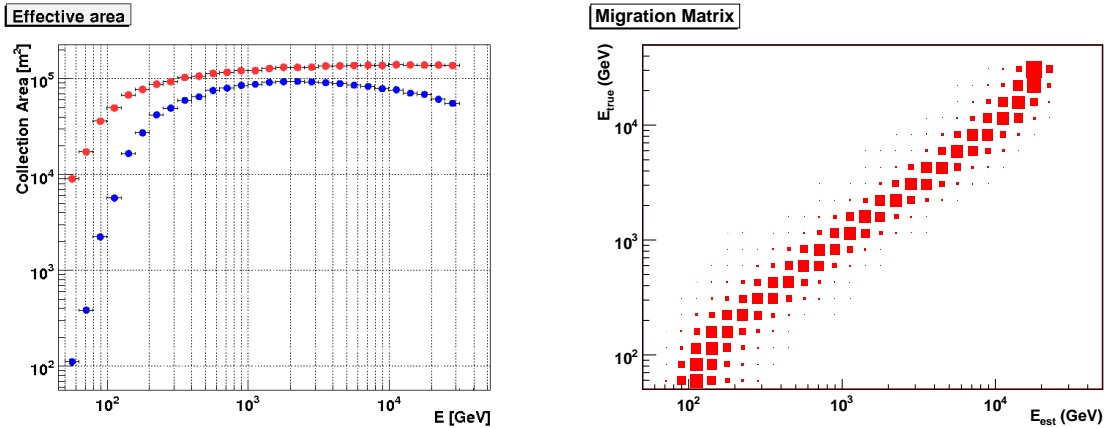 Effective area
Collection Area [m²]
10⁵
10⁴
10³
10²
10²
10³
10⁴
E [GeV]
Migration Matrix
E_true (GeV)
10⁴
10³
10²
10²
10³
10⁴
E_est (GeV)